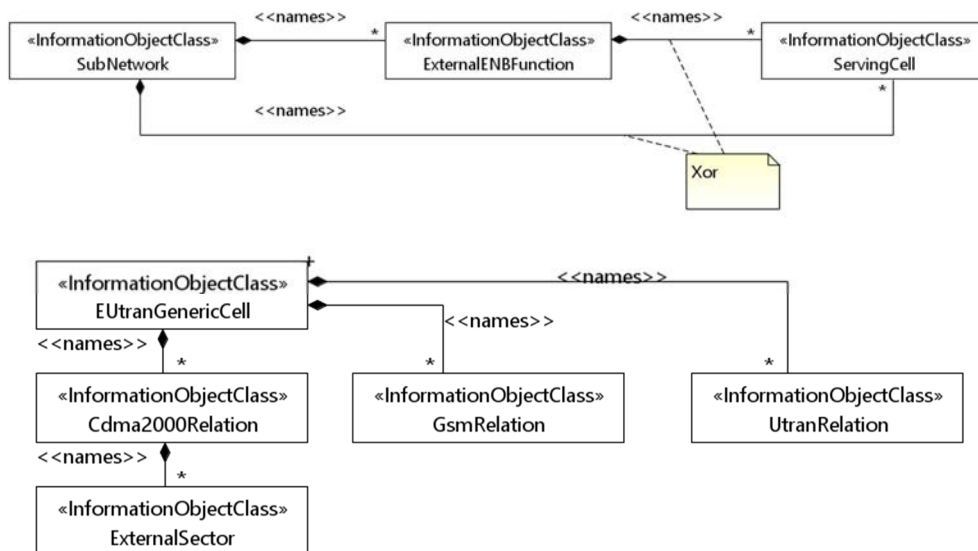 <<names>>
<<names>>
«InformationObjectClass»
SubNetwork
*
«InformationObjectClass»
ExternalENBFunction
*
«InformationObjectClass»
ServingCell
*
<<names>>
Xor
«InformationObjectClass»
EUtranGenericCell
+
<<names>>
<<names>>
<<names>>
*
*
*
«InformationObjectClass»
Cdma2000Relation
«InformationObjectClass»
GsmRelation
«InformationObjectClass»
UtranRelation
<<names>>
*
«InformationObjectClass»
ExternalSector